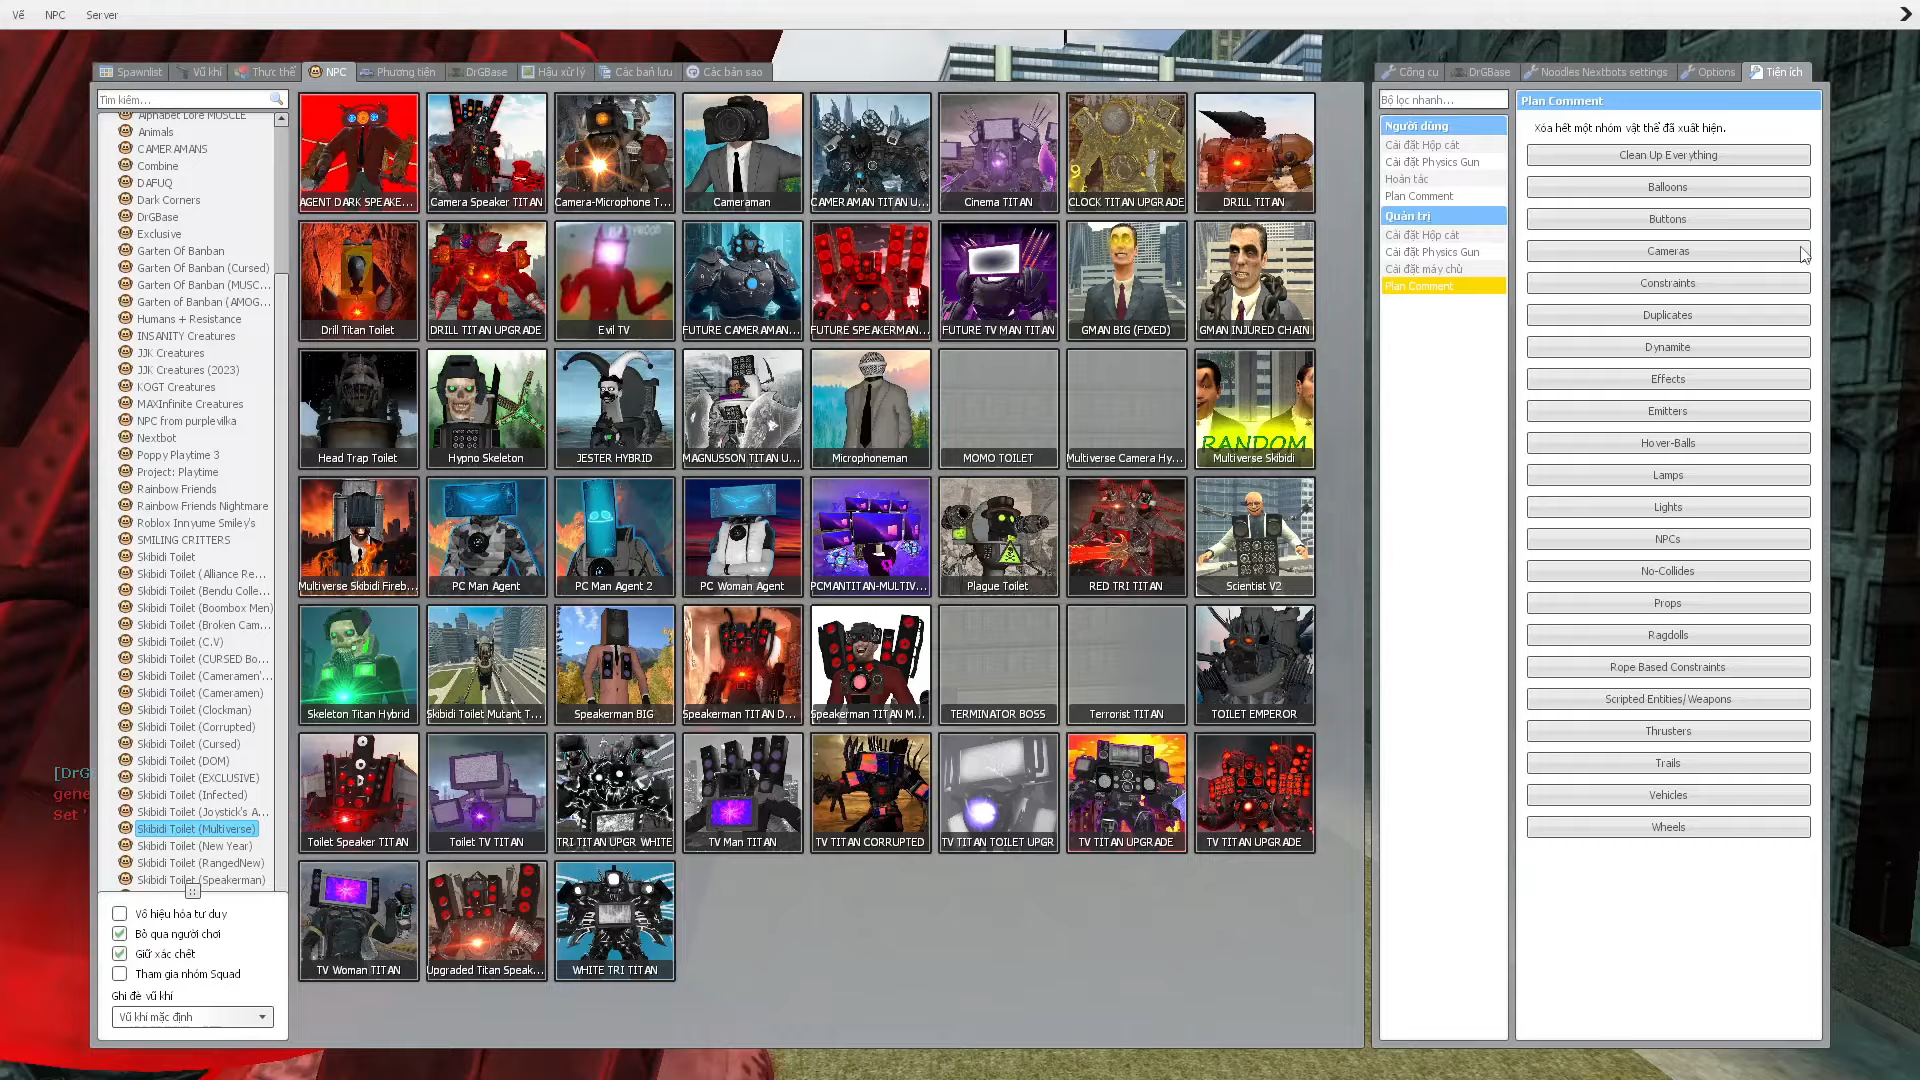 Vẽ NPC Server
Spawnlist Vũ khí Thực thể NPC Phương tiện DrGBase Hậu xử lý Các bản lưu Các bản sao
Công cụ DrGBase Noodles Nextbots settings Options Tiện ích
Tìm kiếm...
Alphabet Lore MUSCLE
Animals
CAMERAMANS
Combine
DAFUQ
Dark Corners
DrGBase
Exclusive
Garten Of Banban
Garten Of Banban (Cursed)
Garten Of Banban (MUSC...
Garten of Banban (AMOG...
Humans + Resistance
INSANITY Creatures
JJK Creatures
JJK Creatures (2023)
KOGT Creatures
MAXInfinite Creatures
NPC from purplevilka
Nextbot
Poppy Playtime 3
Project: Playtime
Rainbow Friends
Rainbow Friends Nightmare
Roblox Innyume Smiley's
SMILING CRITTERS
Skibidi Toilet
Skibidi Toilet (Alliance Re...
Skibidi Toilet (Bendu Colle...
Skibidi Toilet (Boombox Men)
Skibidi Toilet (Broken Cam...
Skibidi Toilet (C.V)
Skibidi Toilet (CURSED Bo...
Skibidi Toilet (Cameramen'...
Skibidi Toilet (Cameramen)
Skibidi Toilet (Clockman)
Skibidi Toilet (Corrupted)
Skibidi Toilet (Cursed)
Skibidi Toilet (DOM)
Skibidi Toilet (EXCLUSIVE)
Skibidi Toilet (Infected)
Skibidi Toilet (Joystick's A...
Skibidi Toilet (Multiverse)
Skibidi Toilet (New Year)
Skibidi Toilet (RangedNew)
Skibidi Toilet (Speakerman)
Vô hiệu hóa tư duy
Bỏ qua người chơi
Giữ xác chết
Tham gia nhóm Squad
Ghi đè vũ khí
Vũ khí mặc định
[DrG
gene
Set '
AGENT DARK SPEAKE... Camera Speaker TITAN Camera-Microphone T... Cameraman CAMERAMAN TITAN U... Cinema TITAN CLOCK TITAN UPGRADE DRILL TITAN
Drill Titan Toilet DRILL TITAN UPGRADE Evil TV FUTURE CAMERAMAN... FUTURE SPEAKERMAN... FUTURE TV MAN TITAN GMAN BIG (FIXED) GMAN INJURED CHAIN
RANDOM
Head Trap Toilet Hypno Skeleton JESTER HYBRID MAGNUSSON TITAN U... Microphoneman MOMO TOILET Multiverse Camera Hy... Multiverse Skibidi
Multiverse Skibidi Fireb... PC Man Agent PC Man Agent 2 PC Woman Agent PCMANTITAN-MULTIV... Plague Toilet RED TRI TITAN Scientist V2
Skeleton Titan Hybrid Skibidi Toilet Mutant T... Speakerman BIG Speakerman TITAN D... Speakerman TITAN M... TERMINATOR BOSS Terrorist TITAN TOILET EMPEROR
Toilet Speaker TITAN Toilet TV TITAN TRI TITAN UPGR WHITE TV Man TITAN TV TITAN CORRUPTED TV TITAN TOILET UPGR TV TITAN UPGRADE TV TITAN UPGRADE
TV Woman TITAN Upgraded Titan Speak... WHITE TRI TITAN
Bộ lọc nhanh...
Người dùng
Cài đặt Hộp cát
Cài đặt Physics Gun
Hoàn tác
Plan Comment
Quản trị
Cài đặt Hộp cát
Cài đặt Physics Gun
Cài đặt máy chủ
Plan Comment
Plan Comment
Xóa hết một nhóm vật thể đã xuất hiện.
Clean Up Everything
Balloons
Buttons
Cameras
Constraints
Duplicates
Dynamite
Effects
Emitters
Hover-Balls
Lamps
Lights
NPCs
No-Collides
Props
Ragdolls
Rope Based Constraints
Scripted Entities/Weapons
Thrusters
Trails
Vehicles
Wheels